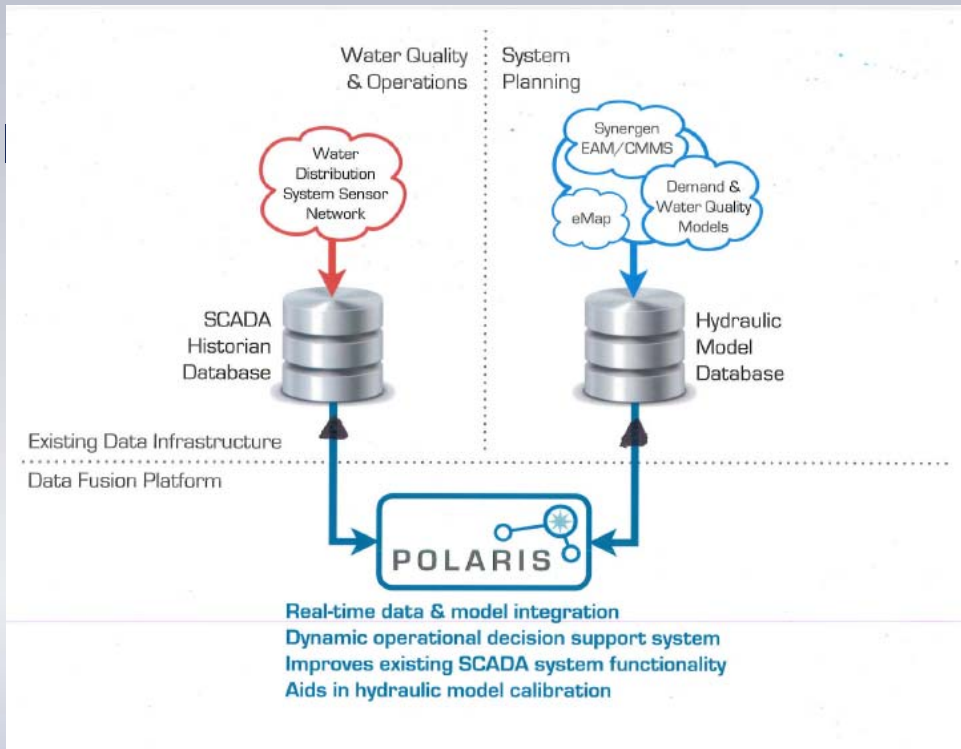 Water Quality
& Operations
System
Planning
Water
Distribution
System Sensor
Network
Synergen
EAM/CMMS
Demand &
Water Quality
Models
eMap
SCADA
Historian
Database
Hydraulic
Model
Database
Existing Data Infrastructure
Data Fusion Platform
POLARIS
Real-time data & model integration
Dynamic operational decision support system
Improves existing SCADA system functionality
Aids in hydraulic model calibration